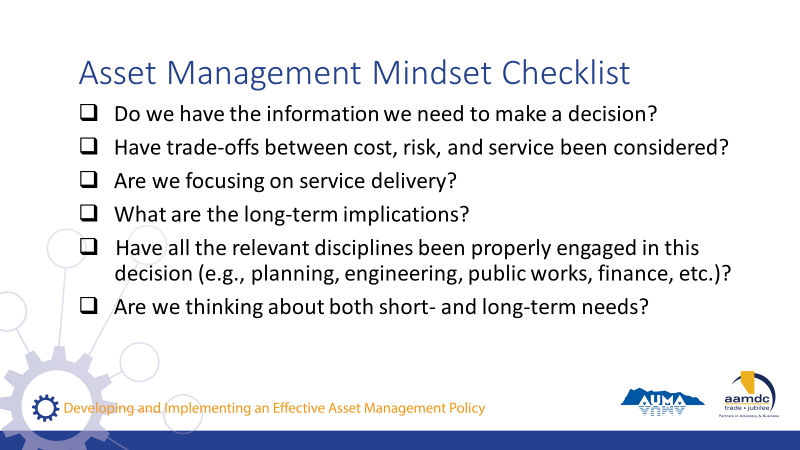 Asset Management Mindset Checklist
❑ Do we have the information we need to make a decision?
❑ Have trade-offs between cost, risk, and service been considered?
❑ Are we focusing on service delivery?
❑ What are the long-term implications?
❑ Have all the relevant disciplines been properly engaged in this
decision (e.g., planning, engineering, public works, finance, etc.)?
❑ Are we thinking about both short- and long-term needs?
Developing and Implementing an Effective Asset Management Policy
AUMA
aamdc
trade • jubilee
Partners in Advocacy & Business